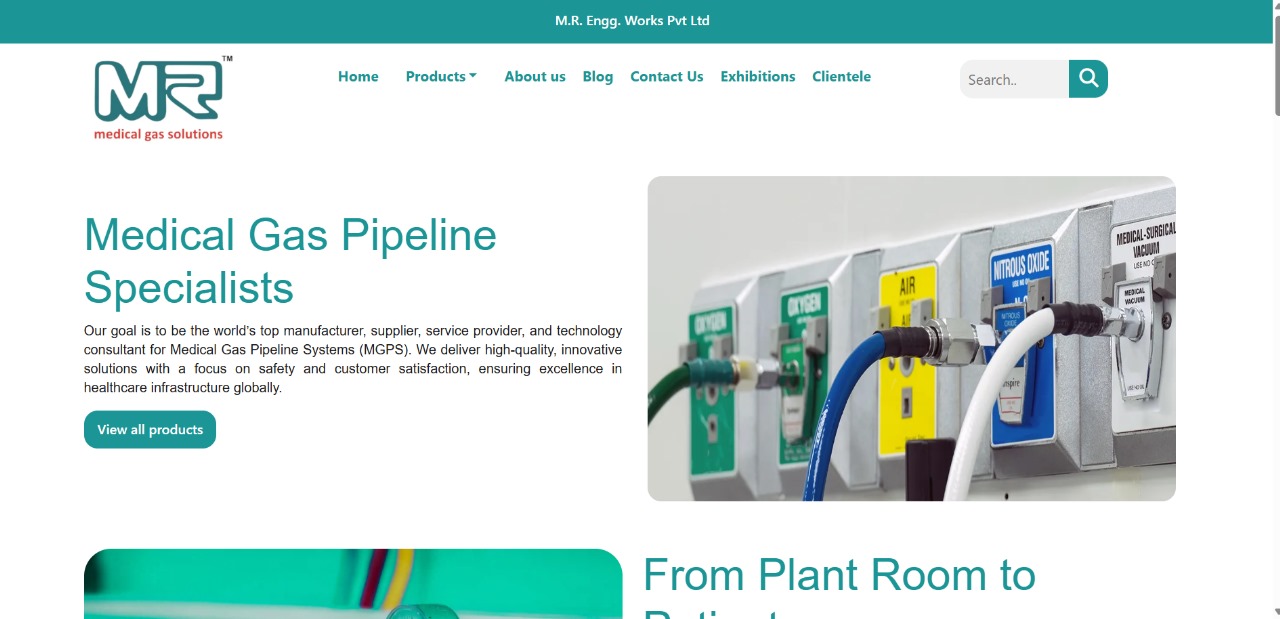 M.R. Engg. Works Pvt Ltd
MR TM
medical gas solutions
Home Products About us Blog Contact Us Exhibitions Clientele
Search..
Medical Gas Pipeline
Specialists
Our goal is to be the world's top manufacturer, supplier, service provider, and technology
consultant for Medical Gas Pipeline Systems (MGPS). We deliver high-quality, innovative
solutions with a focus on safety and customer satisfaction, ensuring excellence in
healthcare infrastructure globally.
View all products
OXYGEN
OXYGEN
AIR
NITROUS OXIDE
NITROUS
OXIDE
MEDICAL-SURGICAL
VACUUM
MEDICAL
VACUUM
From Plant Room to